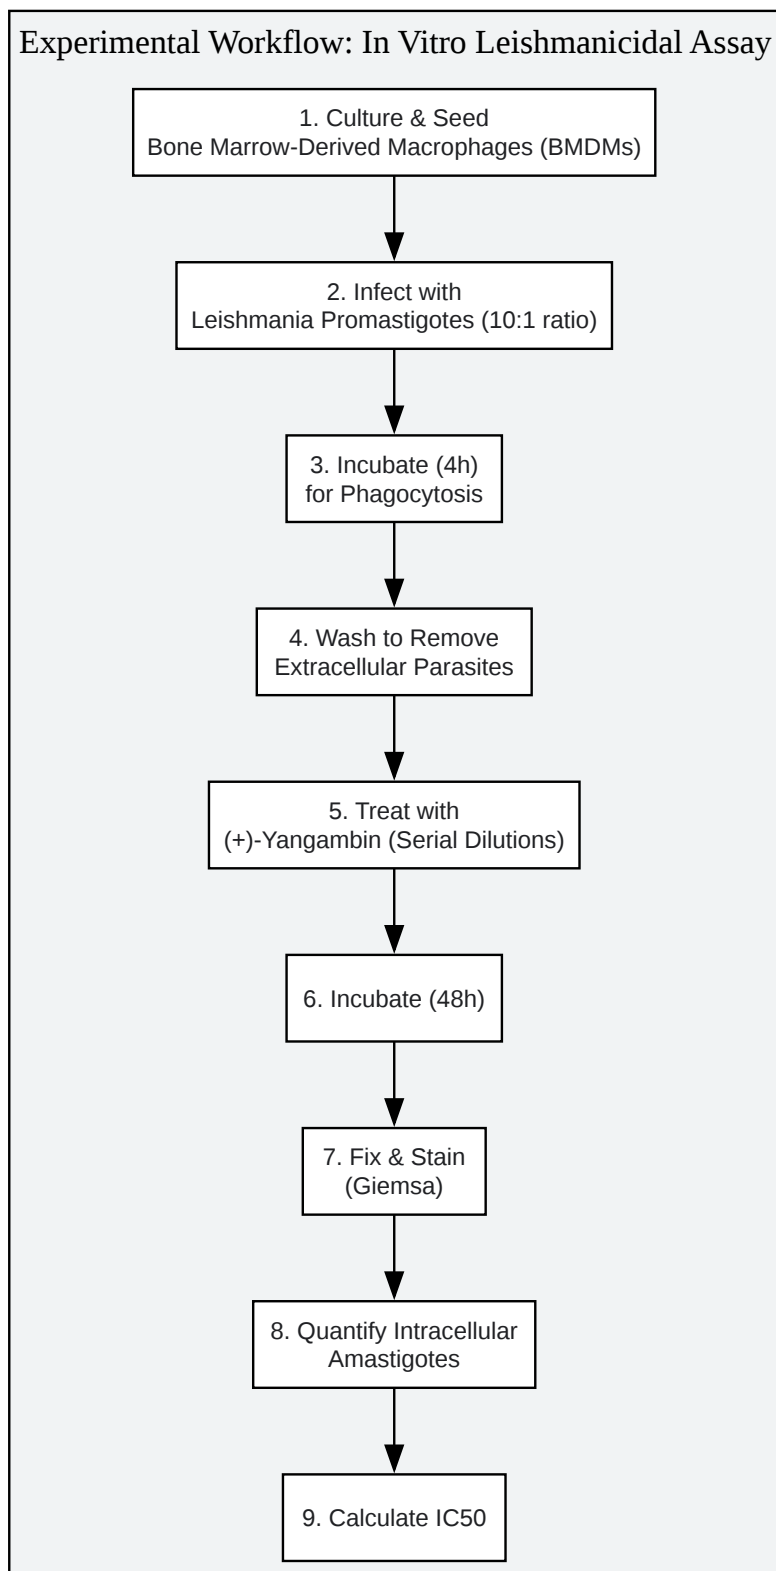 Experimental Workflow: In Vitro Leishmanicidal Assay
1. Culture & Seed
Bone Marrow-Derived Macrophages (BMDMs)
2. Infect with
Leishmania Promastigotes (10:1 ratio)
3. Incubate (4h)
for Phagocytosis
4. Wash to Remove
Extracellular Parasites
5. Treat with
(+)-Yangambin (Serial Dilutions)
6. Incubate (48h)
7. Fix & Stain
(Giemsa)
8. Quantify Intracellular
Amastigotes
9. Calculate IC50